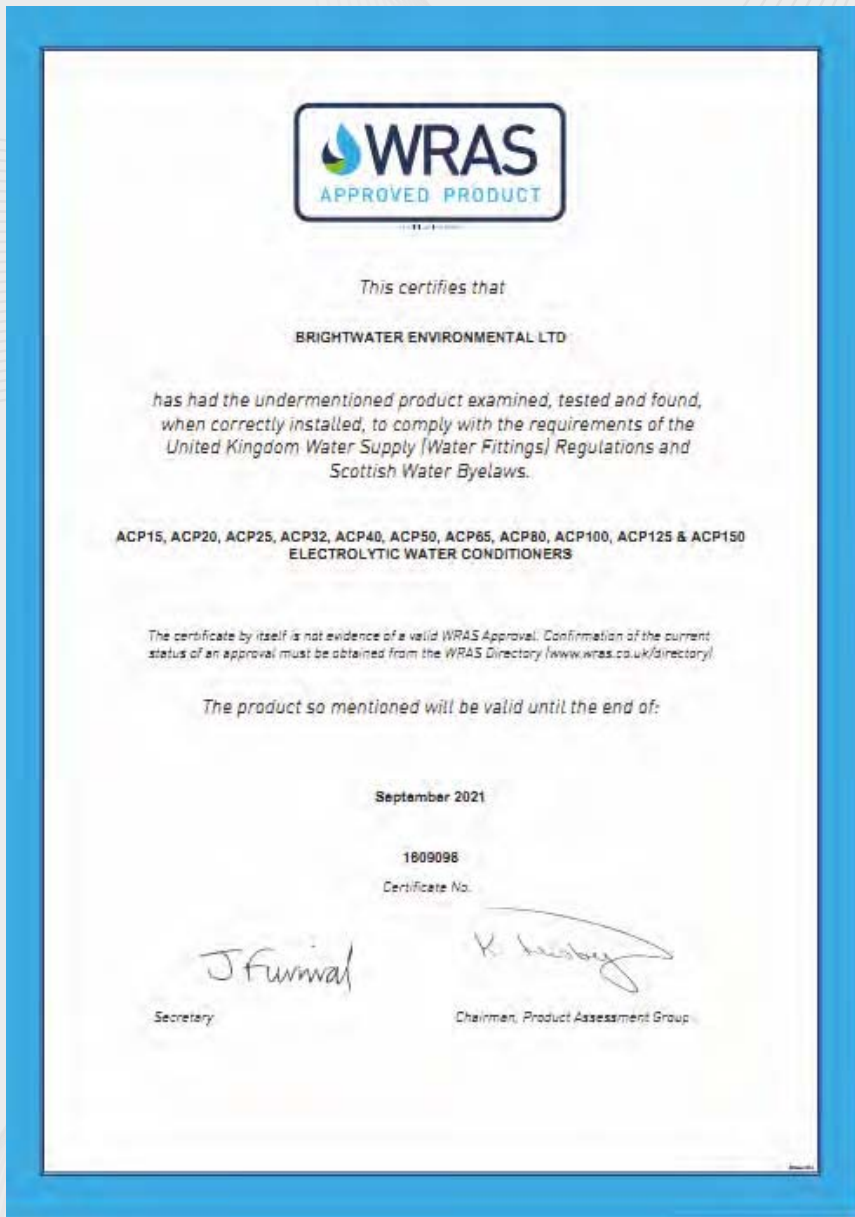 WRAS
APPROVED PRODUCT
This certifies that
BRIGHTWATER ENVIRONMENTAL LTD
has had the undermentioned product examined, tested and found,
when correctly installed, to comply with the requirements of the
United Kingdom Water Supply (Water Fittings) Regulations and
Scottish Water Byelaws.
ACP15, ACP20, ACP25, ACP32, ACP40, ACP50, ACP65, ACP80, ACP100, ACP125 & ACP150
ELECTROLYTIC WATER CONDITIONERS
The certificate by itself is not evidence of a valid WRAS Approval. Confirmation of the current
status of an approval must be obtained from the WRAS Directory (www.wras.co.uk/directory)
The product so mentioned will be valid until the end of:
September 2021
1609098
Certificate No.
J Furnival
K.
Secretary
Chairman, Product Assessment Group